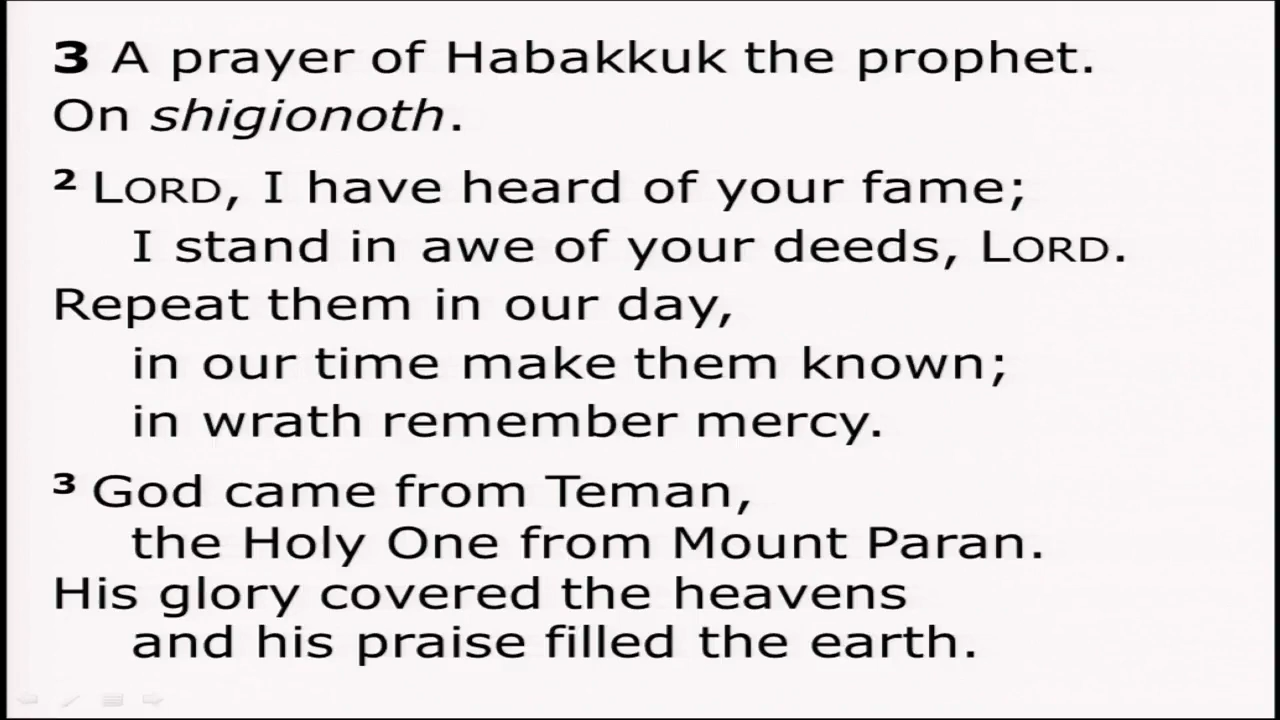 3 A prayer of Habakkuk the prophet.
On shigionoth.
2 LORD, I have heard of your fame;
I stand in awe of your deeds, LORD.
Repeat them in our day,
in our time make them known;
in wrath remember mercy.
3 God came from Teman,
the Holy One from Mount Paran.
His glory covered the heavens
and his praise filled the earth.